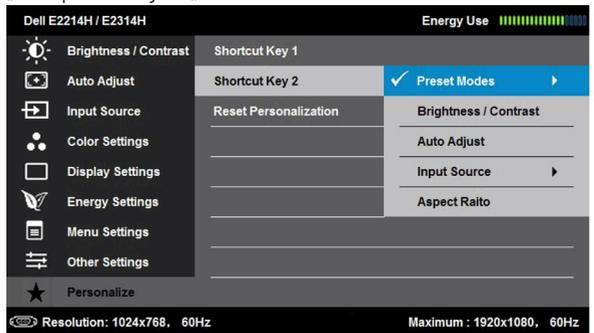 Dell E2214H / E2314H Energy Use
Brightness / Contrast Shortcut Key 1
Auto Adjust Shortcut Key 2 Preset Modes
Input Source Reset Personalization Brightness / Contrast
Color Settings Auto Adjust
Display Settings Input Source
Energy Settings Aspect Raito
Menu Settings
Other Settings
Personalize
Resolution: 1024x768, 60Hz Maximum : 1920x1080, 60Hz